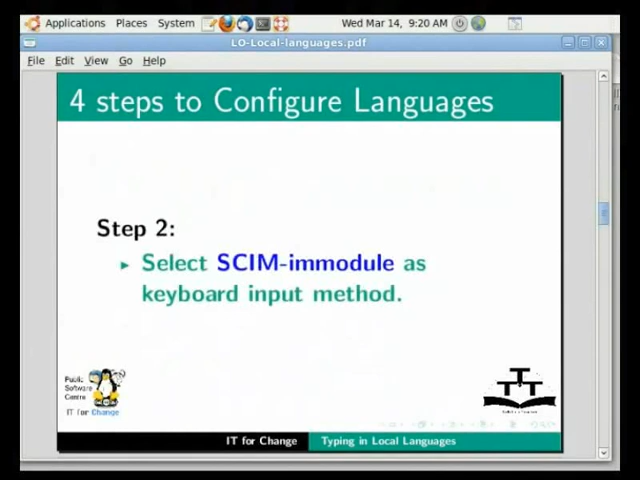 Applications Places System Wed Mar 14, 9:20 AM
LO-Local-languages.pdf
File Edit View Go Help
4 steps to Configure Languages
Step 2:
Select SCIM-immodule as
keyboard input method.
Public
Software
Centre
IT for Change
IT for Change Typing in Local Languages